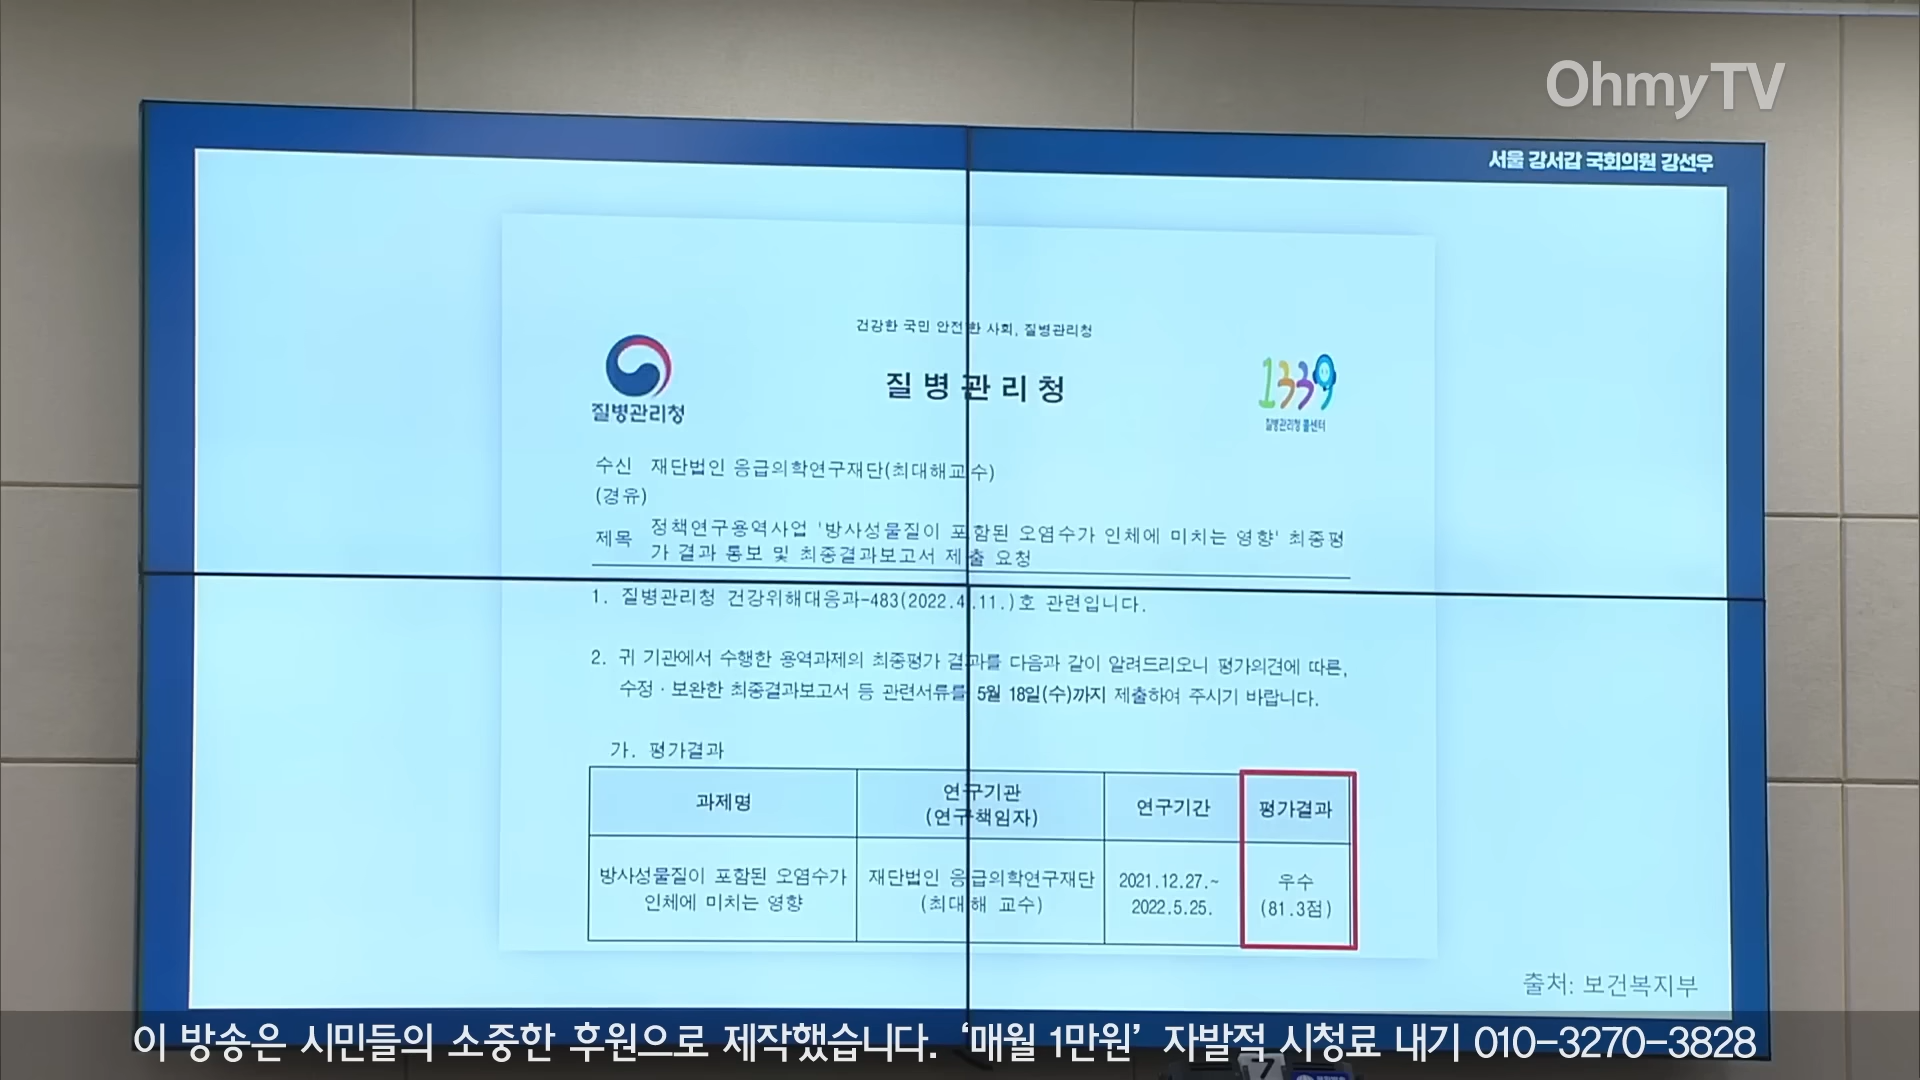 OhmyTV
서울 강서갑 국회의원 강선우
건강한 국민 안전한 사회, 질병관리청
질병관리청
질병관리청
1339
질병관리청 콜센터
수신 재단법인 응급의학연구재단(최대해교수)
(경유)
제목 정책연구용역사업 '방사성물질이 포함된 오염수가 인체에 미치는 영향' 최종평
가 결과 통보 및 최종결과보고서 제출 요청
1. 질병관리청 건강위해대응과-483(2022.4.11.)호 관련입니다.
2. 귀 기관에서 수행한 용역과제의 최종평가 결과를 다음과 같이 알려드리오니 평가의견에 따른,
수정·보완한 최종결과보고서 등 관련서류를 5월 18일(수)까지 제출하여 주시기 바랍니다.
가. 평가결과
과제명
연구기관
(연구책임자)
연구기간
평가결과
방사성물질이 포함된 오염수가
인체에 미치는 영향
재단법인 응급의학연구재단
(최대해 교수)
2021.12.27.~
2022.5.25.
우수
(81.3점)
출처: 보건복지부
이 방송은 시민들의 소중한 후원으로 제작했습니다. ‘매월 1만원’ 자발적 시청료 내기 010-3270-3828
7